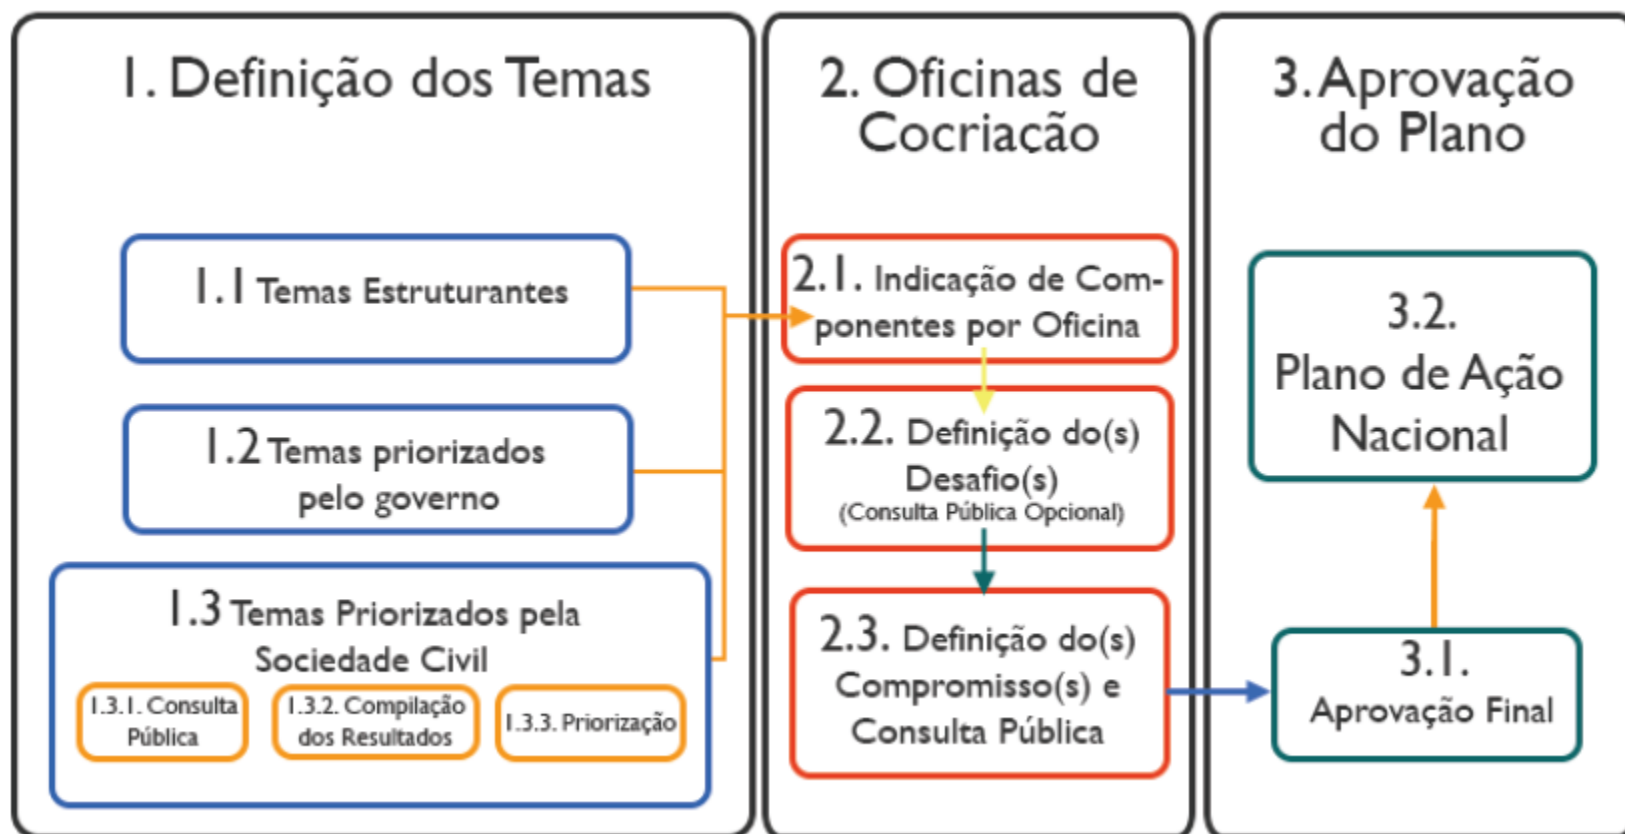 1. Definição dos Temas
1.1 Temas Estruturantes
1.2 Temas priorizados
pelo governo
1.3 Temas Priorizados pela
Sociedade Civil
1.3.1. Consulta
Pública
1.3.2. Compilação
dos Resultados
1.3.3. Priorização
2. Oficinas de
Cocriação
2.1. Indicação de Com-
ponentes por Oficina
2.2. Definição do(s)
Desafio(s)
(Consulta Pública Opcional)
2.3. Definição do(s)
Compromisso(s) e
Consulta Pública
3. Aprovação
do Plano
3.2.
Plano de Ação
Nacional
3.1.
Aprovação Final